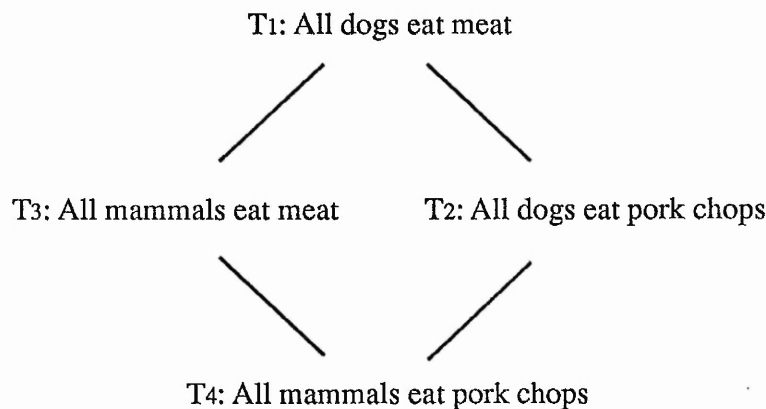 T1: All dogs eat meat
T3: All mammals eat meat T2: All dogs eat pork chops
T4: All mammals eat pork chops